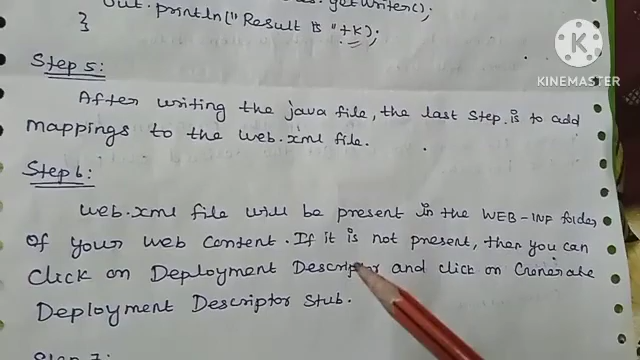 out.println("Result is "+k);
}
Step 5:
After writing the java file, the last step is to add
mappings to the web.xml file.
Step 6:
web.xml file will be present in the WEB-INF folder
of your web content. If it is not present, then you can
click on Deployment Descriptor and click on Generate
Deployment Descriptor Stub.
Step 7:
K
KINEMASTER